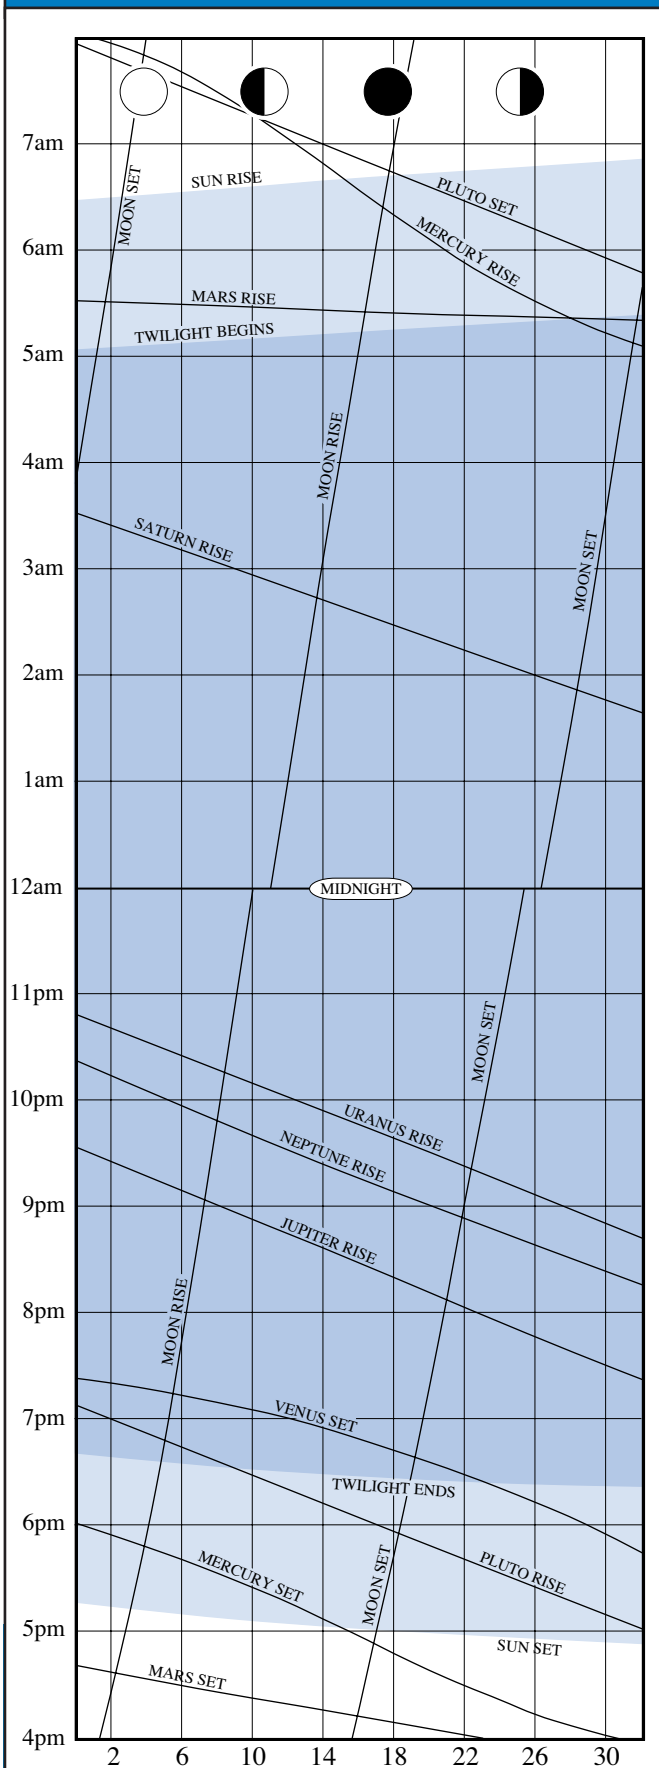 7am
SUN RISE
MOON SET
PLUTO SET
6am
MERCURY RISE
MARS RISE
TWILIGHT BEGINS
5am
4am
MOON RISE
SATURN RISE
3am
MOON SET
2am
1am
12am
MIDNIGHT
11pm
MOON SET
10pm
URANUS RISE
NEPTUNE RISE
9pm
JUPITER RISE
8pm
MOON RISE
7pm
VENUS SET
TWILIGHT ENDS
6pm
MERCURY SET
PLUTO RISE
MOON SET
5pm
SUN SET
MARS SET
4pm
2 6 10 14 18 22 26 30